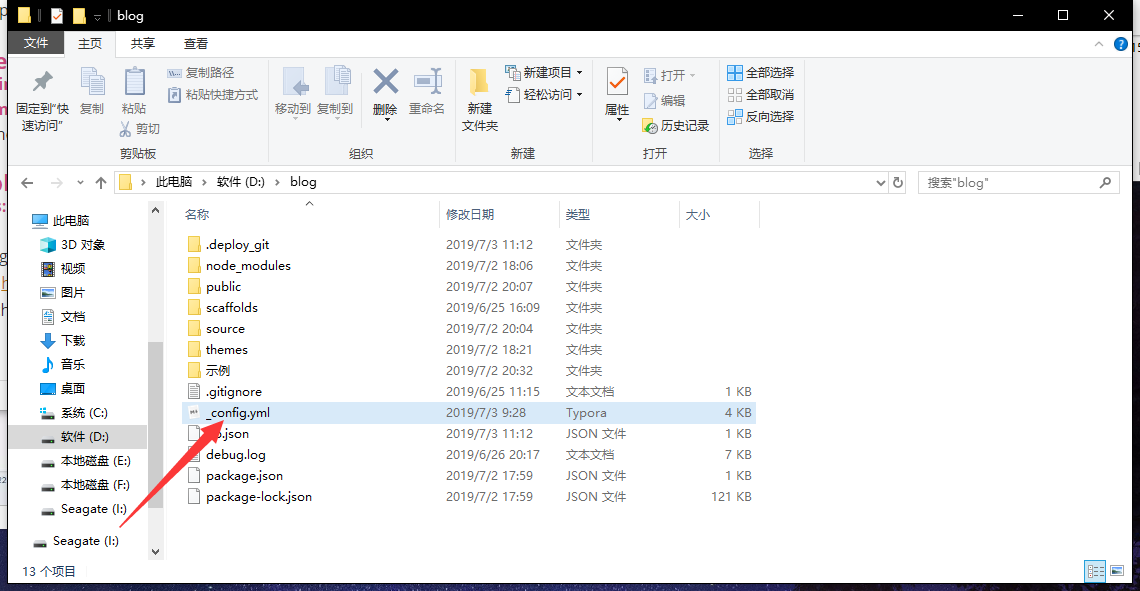 blog
文件 主页 共享 查看
固定到"快速访问"
复制
粘贴
复制路径
粘贴快捷方式
剪切
剪贴板
移动到
复制到
删除
重命名
组织
新建文件夹
新建项目
轻松访问
新建
属性
打开
编辑
历史记录
打开
全部选择
全部取消
反向选择
选择
此电脑 > 软件 (D:) > blog
搜索"blog"
此电脑
3D 对象
视频
图片
文档
下载
音乐
桌面
系统 (C:)
软件 (D:)
本地磁盘 (E:)
本地磁盘 (F:)
Seagate (I:)
Seagate (I:)
名称 修改日期 类型 大小
.deploy_git 2019/7/3 11:12 文件夹
node_modules 2019/7/2 18:06 文件夹
public 2019/7/2 20:07 文件夹
scaffolds 2019/6/25 16:09 文件夹
source 2019/7/2 20:04 文件夹
themes 2019/7/2 18:21 文件夹
示例 2019/7/2 20:32 文件夹
.gitignore 2019/6/25 11:15 文本文档 1 KB
_config.yml 2019/7/3 9:28 Typora 4 KB
.json 2019/7/3 11:12 JSON 文件 1 KB
debug.log 2019/6/26 20:17 文本文档 7 KB
package.json 2019/7/2 17:59 JSON 文件 1 KB
package-lock.json 2019/7/2 17:59 JSON 文件 121 KB
13 个项目